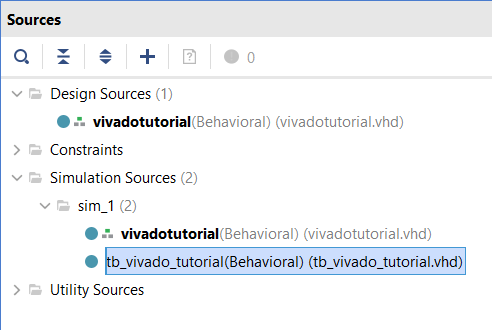 Sources
0
Design Sources (1)
vivadotutorial(Behavioral) (vivadotutorial.vhd)
Constraints
Simulation Sources (2)
sim_1 (2)
vivadotutorial(Behavioral) (vivadotutorial.vhd)
tb_vivado_tutorial(Behavioral) (tb_vivado_tutorial.vhd)
Utility Sources